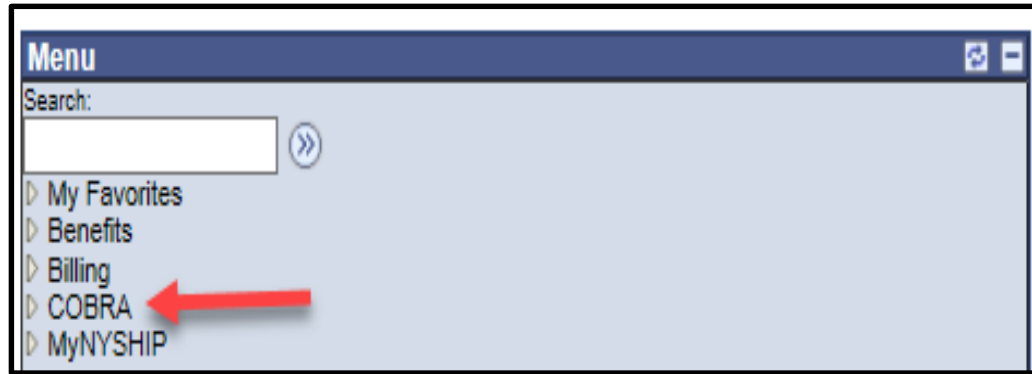 Menu
Search:
My Favorites
Benefits
Billing
COBRA
MyNYSHIP